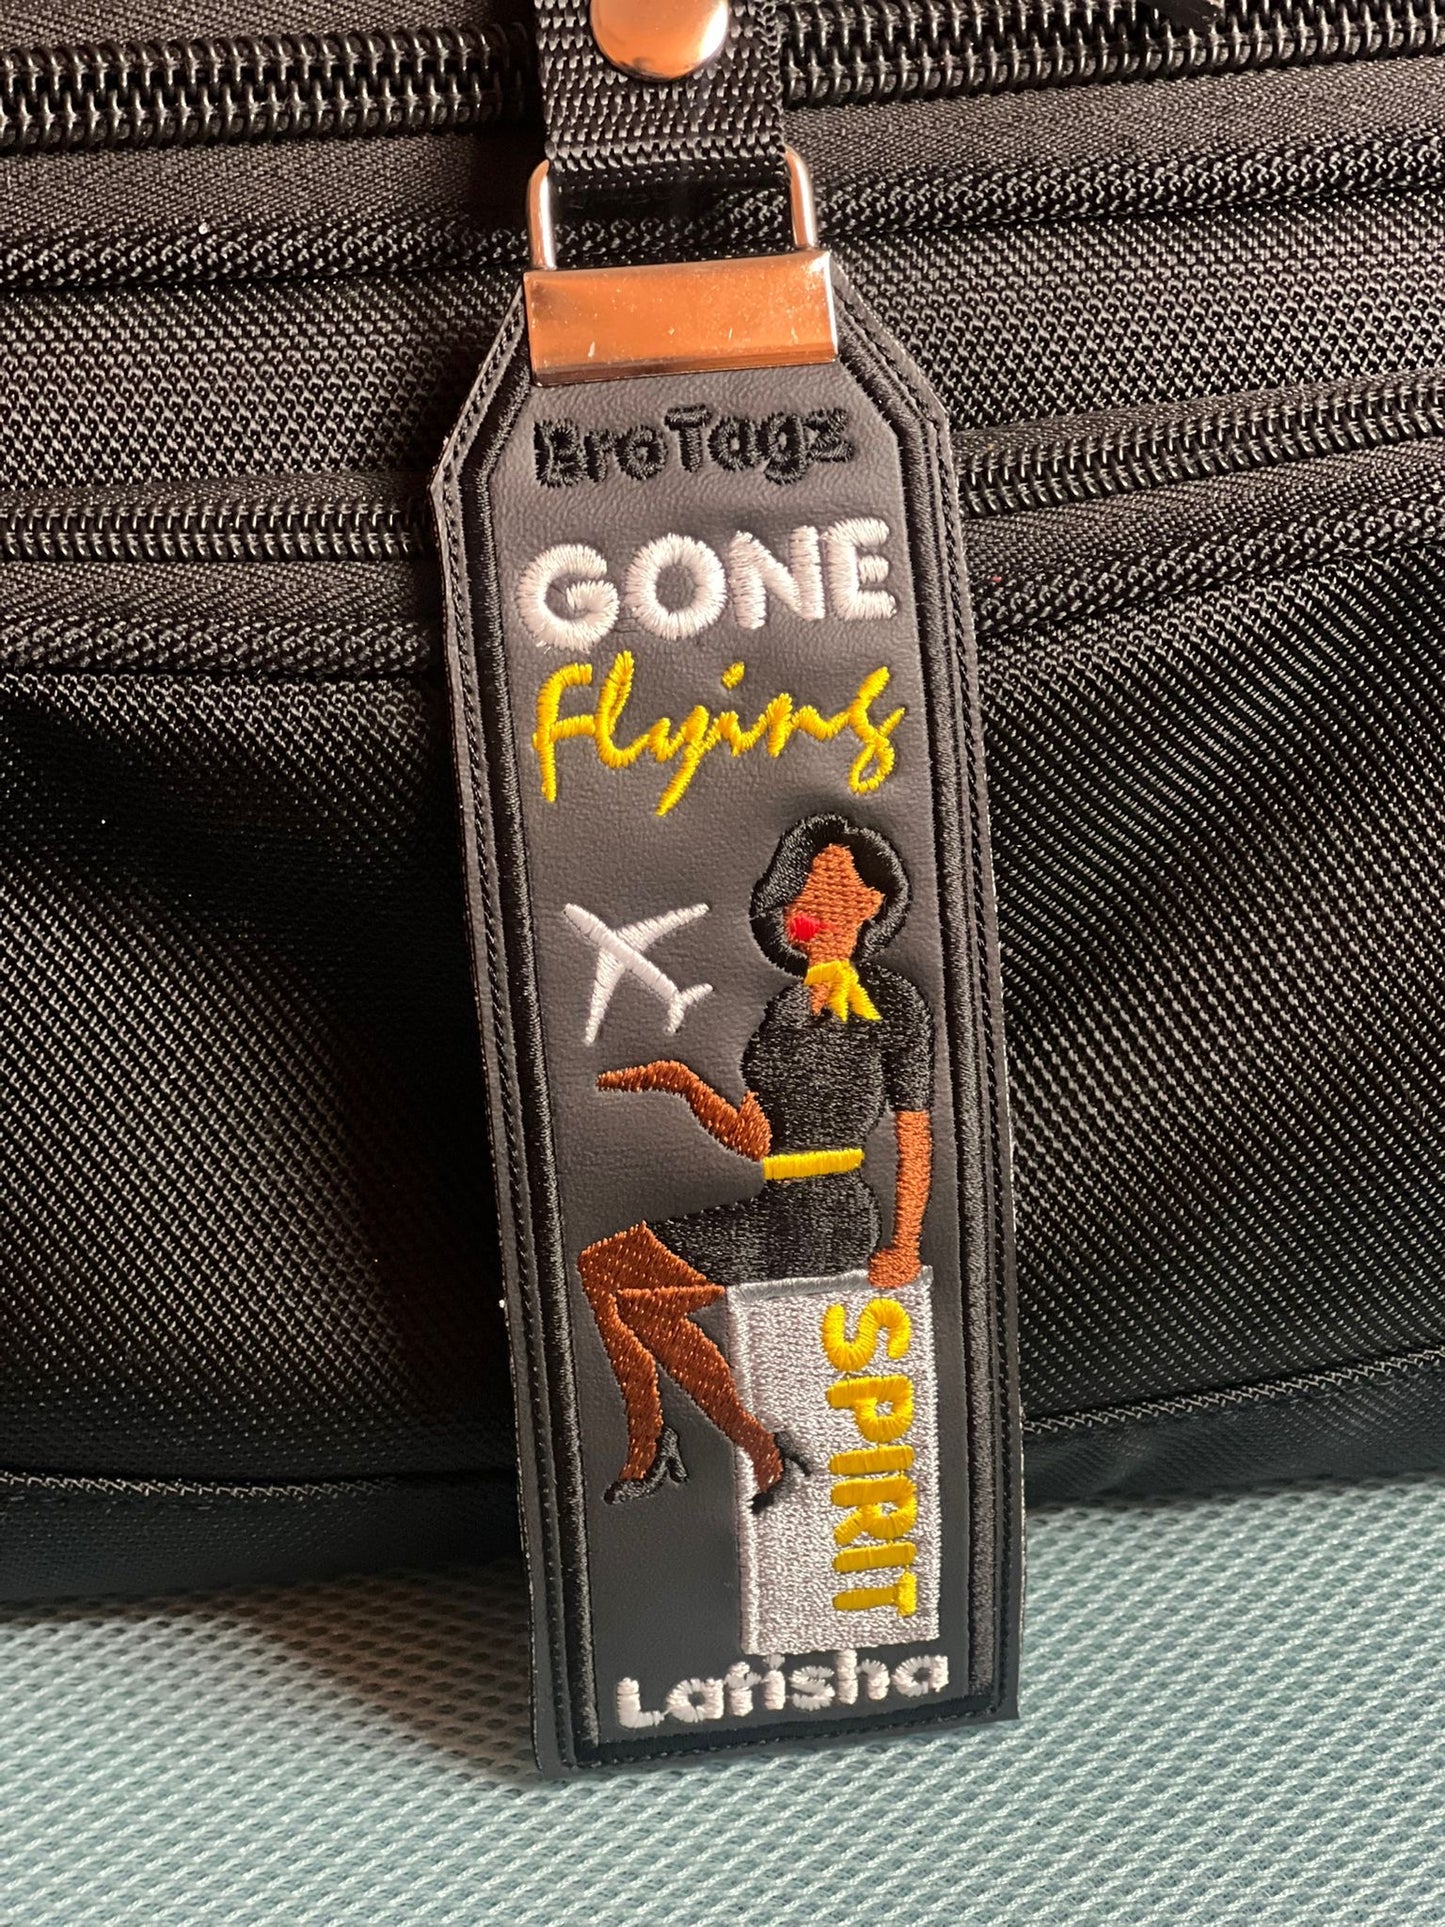 BroTagz
GONE
flying
SPIRIT
Latisha